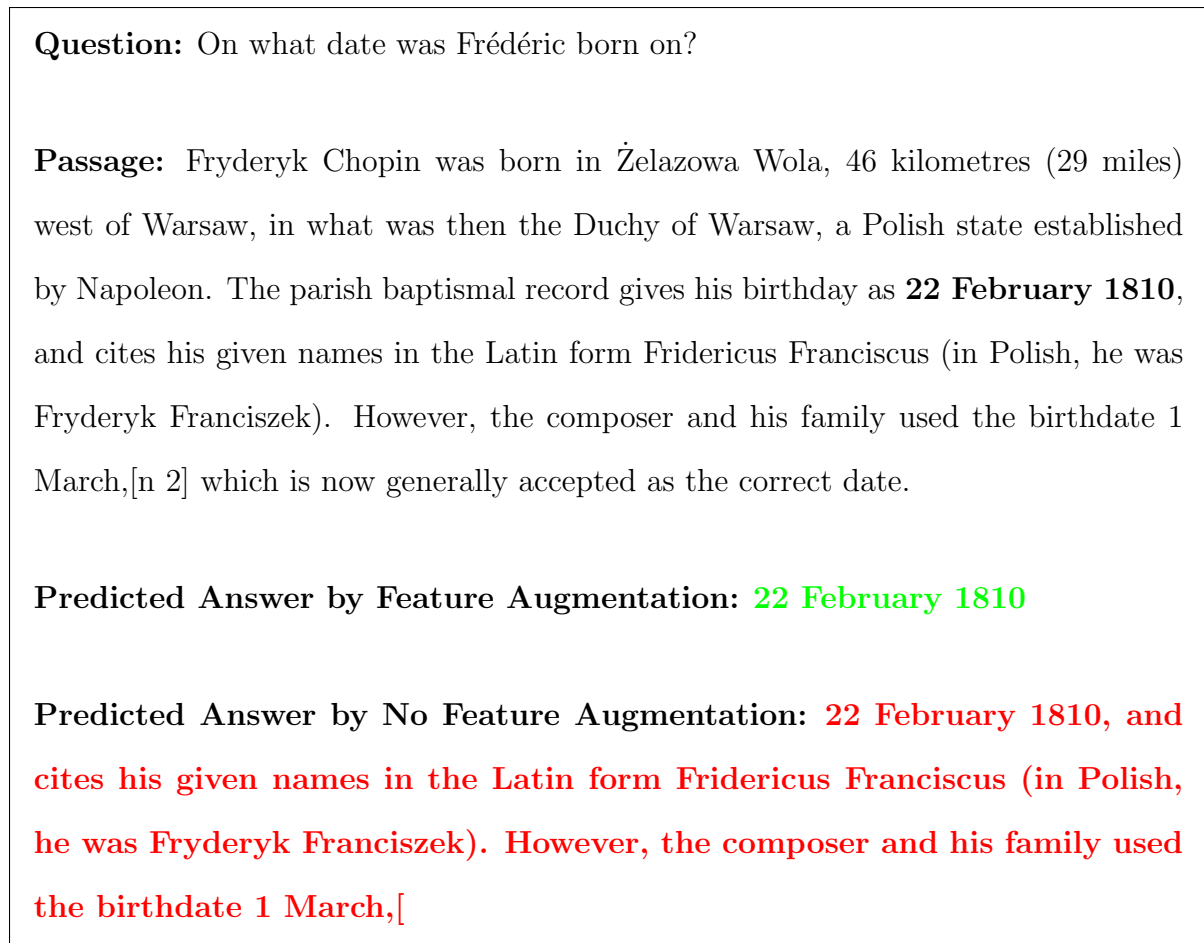 Question: On what date was Frédéric born on?
Passage: Fryderyk Chopin was born in Żelazowa Wola, 46 kilometres (29 miles)
west of Warsaw, in what was then the Duchy of Warsaw, a Polish state established
by Napoleon. The parish baptismal record gives his birthday as 22 February 1810,
and cites his given names in the Latin form Fridericus Franciscus (in Polish, he was
Fryderyk Franciszek). However, the composer and his family used the birthdate 1
March,[n 2] which is now generally accepted as the correct date.
Predicted Answer by Feature Augmentation: 22 February 1810
Predicted Answer by No Feature Augmentation: 22 February 1810, and
cites his given names in the Latin form Fridericus Franciscus (in Polish,
he was Fryderyk Franciszek). However, the composer and his family used
the birthdate 1 March,[